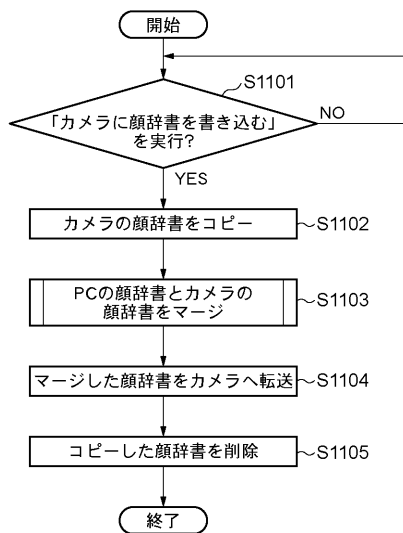 開始
S1101
「カメラに顔辞書を書き込む」
を実行?
NO
YES
カメラの顔辞書をコピー
S1102
PCの顔辞書とカメラの
顔辞書をマージ
S1103
マージした顔辞書をカメラへ転送
S1104
コピーした顔辞書を削除
S1105
終了